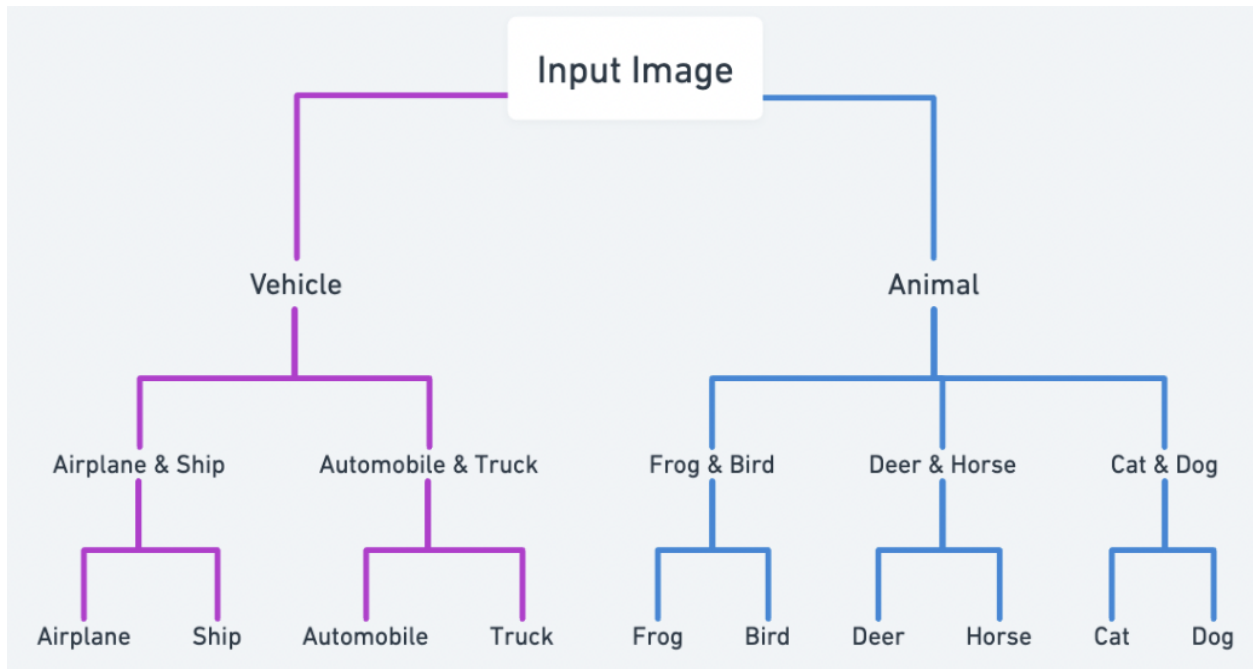 Input Image
Vehicle
Animal
Airplane & Ship
Automobile & Truck
Frog & Bird
Deer & Horse
Cat & Dog
Airplane
Ship
Automobile
Truck
Frog
Bird
Deer
Horse
Cat
Dog